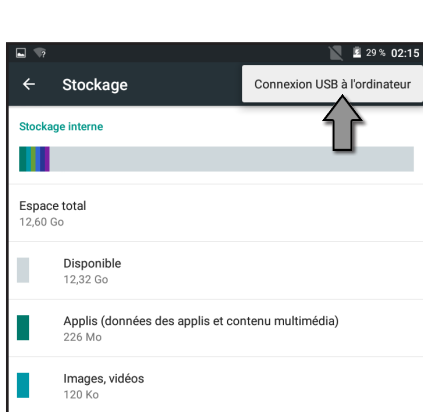 29 % 02:15
Stockage
Connexion USB à l'ordinateur
Stockage interne
Espace total
12,60 Go
Disponible
12,32 Go
Applis (données des applis et contenu multimédia)
226 Mo
Images, vidéos
120 Ko